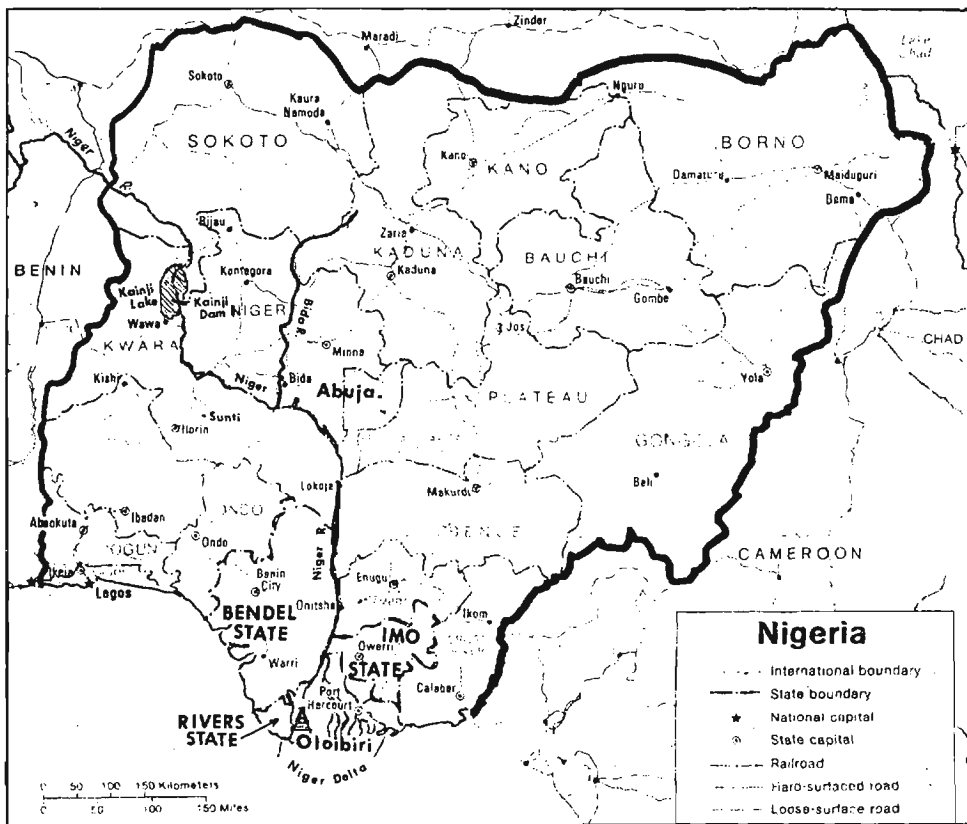 Zinder
Maradi
Lake
Chad
Sokoto
Kaura
Namoda
Nguru
SOKOTO
Niger
R.
Kano
KANO
BORNO
Damaturu
Maiduguri
Bama
Rijau
Zaria
KADUNA
Kaduna
BAUCHI
Bauchi
Gombe
BENIN
Kontagora
Kainji
Lake
Kainji
Dam
NIGER
Wawa
KWARA
Bida R.
Jos
Minna
CHAD
Kishi
Niger
Bida
Abuja.
PLATEAU
Yola
Sunti
Ilorin
GONGOLA
Lokoja
Makurdi
Beli
Abeokuta
Ibadan
ONDO
OGUN
Ondo
BENUE
CAMEROON
Ikeja
Lagos
Benin
City
Niger R.
Enugu
Onitsha
Ikom
BENDEL
STATE
IMO
STATE
Owerri
Warri
Port
Harcourt
Calabar
RIVERS
STATE
Oloibiri
Niger Delta
Nigeria
International boundary
State boundary
National capital
State capital
Railroad
Hard-surfaced road
Loose-surface road
0 50 100 150 Kilometers
0 50 100 150 Miles